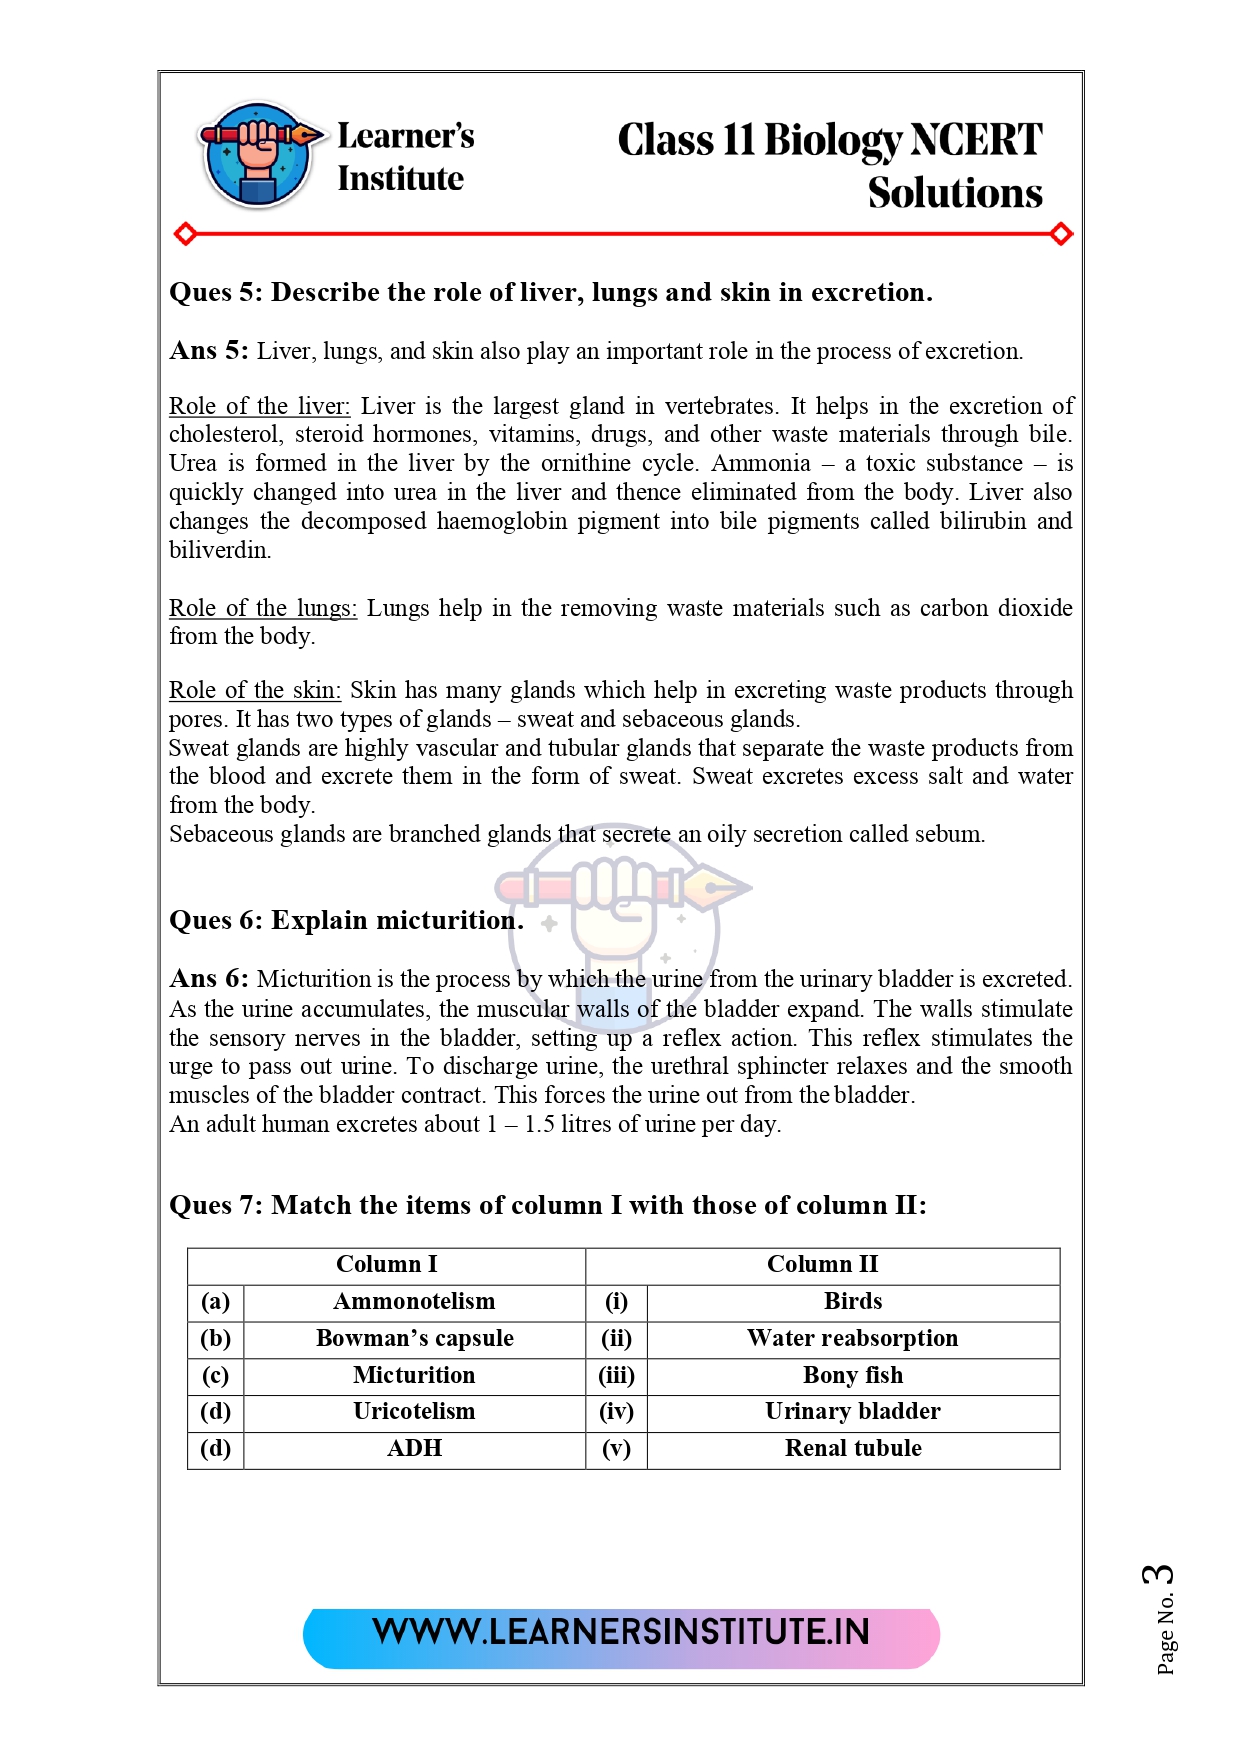 Learner's
Institute
Class 11 Biology NCERT
Solutions
Ques 5: Describe the role of liver, lungs and skin in excretion.
Ans 5: Liver, lungs, and skin also play an important role in the process of excretion.
Role of the liver: Liver is the largest gland in vertebrates. It helps in the excretion of
cholesterol, steroid hormones, vitamins, drugs, and other waste materials through bile.
Urea is formed in the liver by the ornithine cycle. Ammonia – a toxic substance – is
quickly changed into urea in the liver and thence eliminated from the body. Liver also
changes the decomposed haemoglobin pigment into bile pigments called bilirubin and
biliverdin.
Role of the lungs: Lungs help in the removing waste materials such as carbon dioxide
from the body.
Role of the skin: Skin has many glands which help in excreting waste products through
pores. It has two types of glands – sweat and sebaceous glands.
Sweat glands are highly vascular and tubular glands that separate the waste products from
the blood and excrete them in the form of sweat. Sweat excretes excess salt and water
from the body.
Sebaceous glands are branched glands that secrete an oily secretion called sebum.
Ques 6: Explain micturition.
Ans 6: Micturition is the process by which the urine from the urinary bladder is excreted.
As the urine accumulates, the muscular walls of the bladder expand. The walls stimulate
the sensory nerves in the bladder, setting up a reflex action. This reflex stimulates the
urge to pass out urine. To discharge urine, the urethral sphincter relaxes and the smooth
muscles of the bladder contract. This forces the urine out from the bladder.
An adult human excretes about 1 – 1.5 litres of urine per day.
Ques 7: Match the items of column I with those of column II:
Column I Column II
(a) Ammonotelism (i) Birds
(b) Bowman's capsule (ii) Water reabsorption
(c) Micturition (iii) Bony fish
(d) Uricotelism (iv) Urinary bladder
(d) ADH (v) Renal tubule
WWW.LEARNERSINSTITUTE.IN
Page No. 3